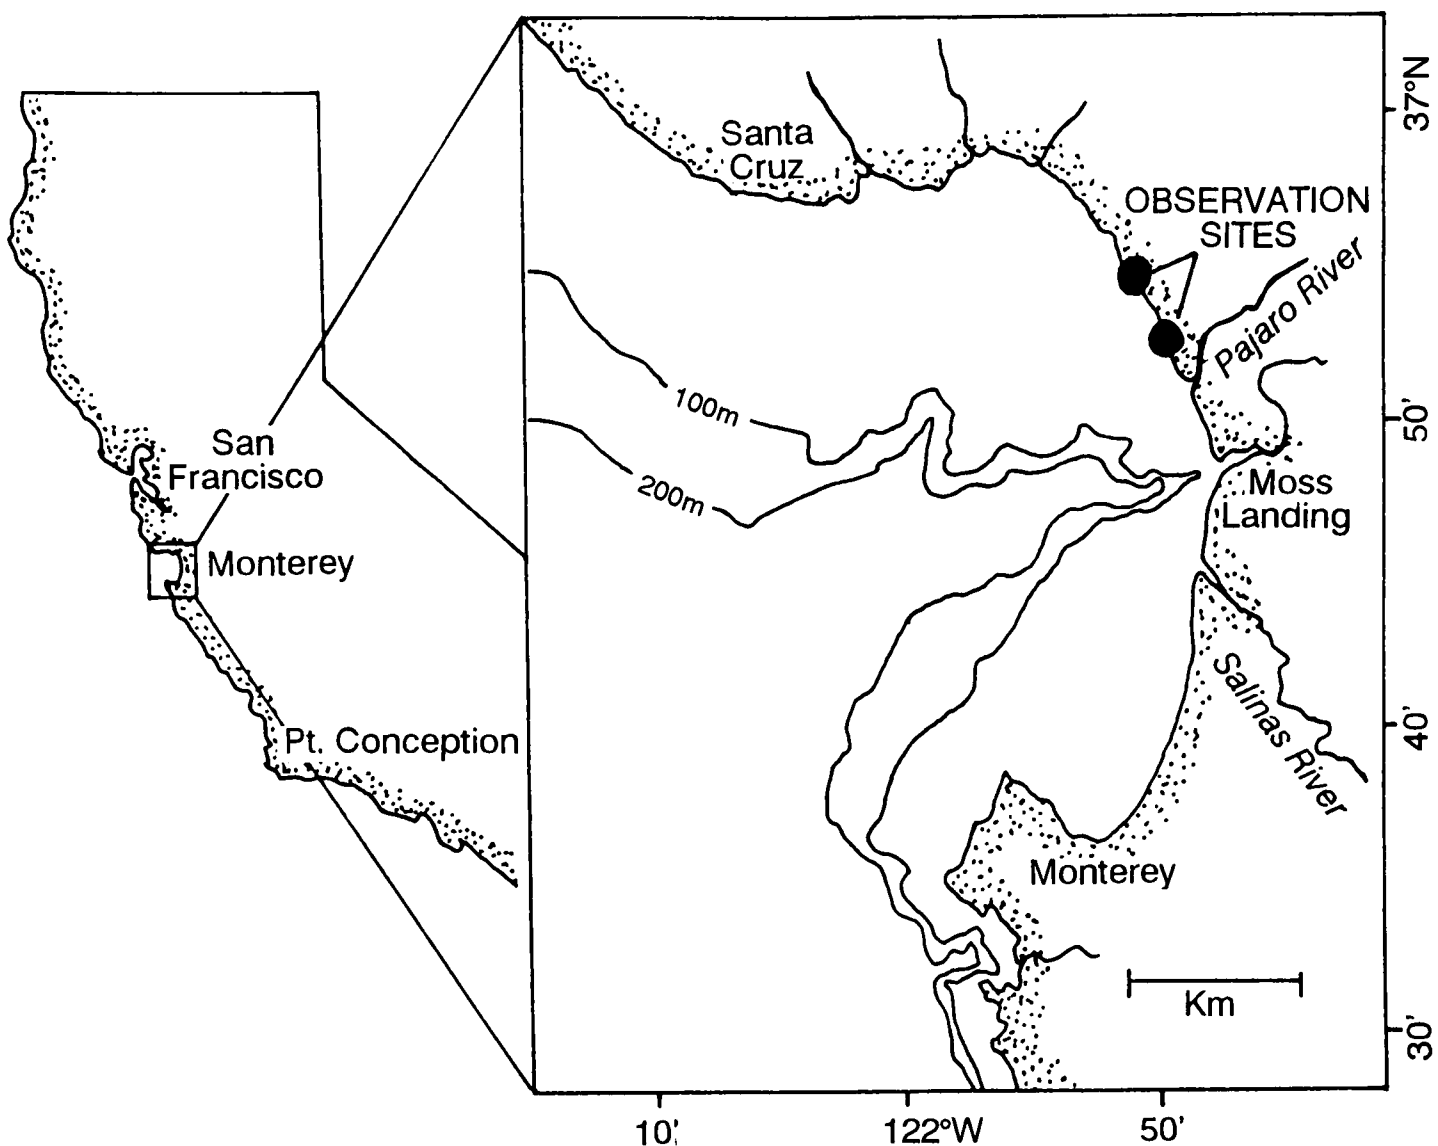 San
Francisco
Monterey
Pt. Conception
Santa
Cruz
OBSERVATION
SITES
Pajaro River
100m
200m
Moss
Landing
Salinas River
Monterey
Km
37°N
50'
40'
30'
10'
122°W
50'